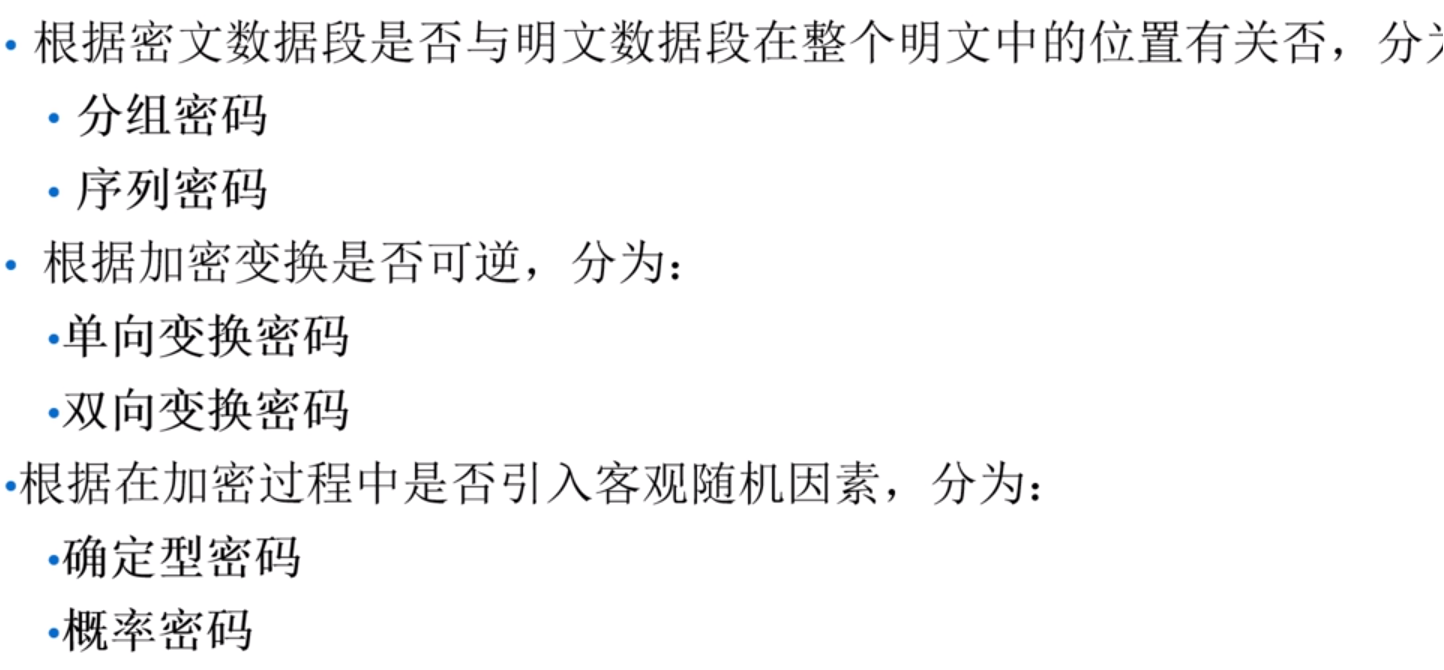 • 根据密文数据段是否与明文数据段在整个明文中的位置有关否，分
• 分组密码
• 序列密码
• 根据加密变换是否可逆，分为：
•单向变换密码
•双向变换密码
•根据在加密过程中是否引入客观随机因素，分为：
•确定型密码
•概率密码